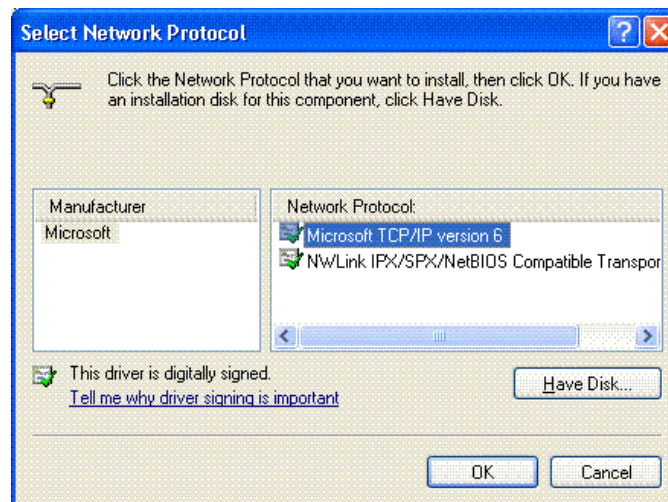 Select Network Protocol
Click the Network Protocol that you want to install, then click OK. If you have
an installation disk for this component, click Have Disk.
Manufacturer
Microsoft
Network Protocol:
Microsoft TCP/IP version 6
NWLink IPX/SPX/NetBIOS Compatible Transpor
This driver is digitally signed.
Tell me why driver signing is important
Have Disk...
OK
Cancel